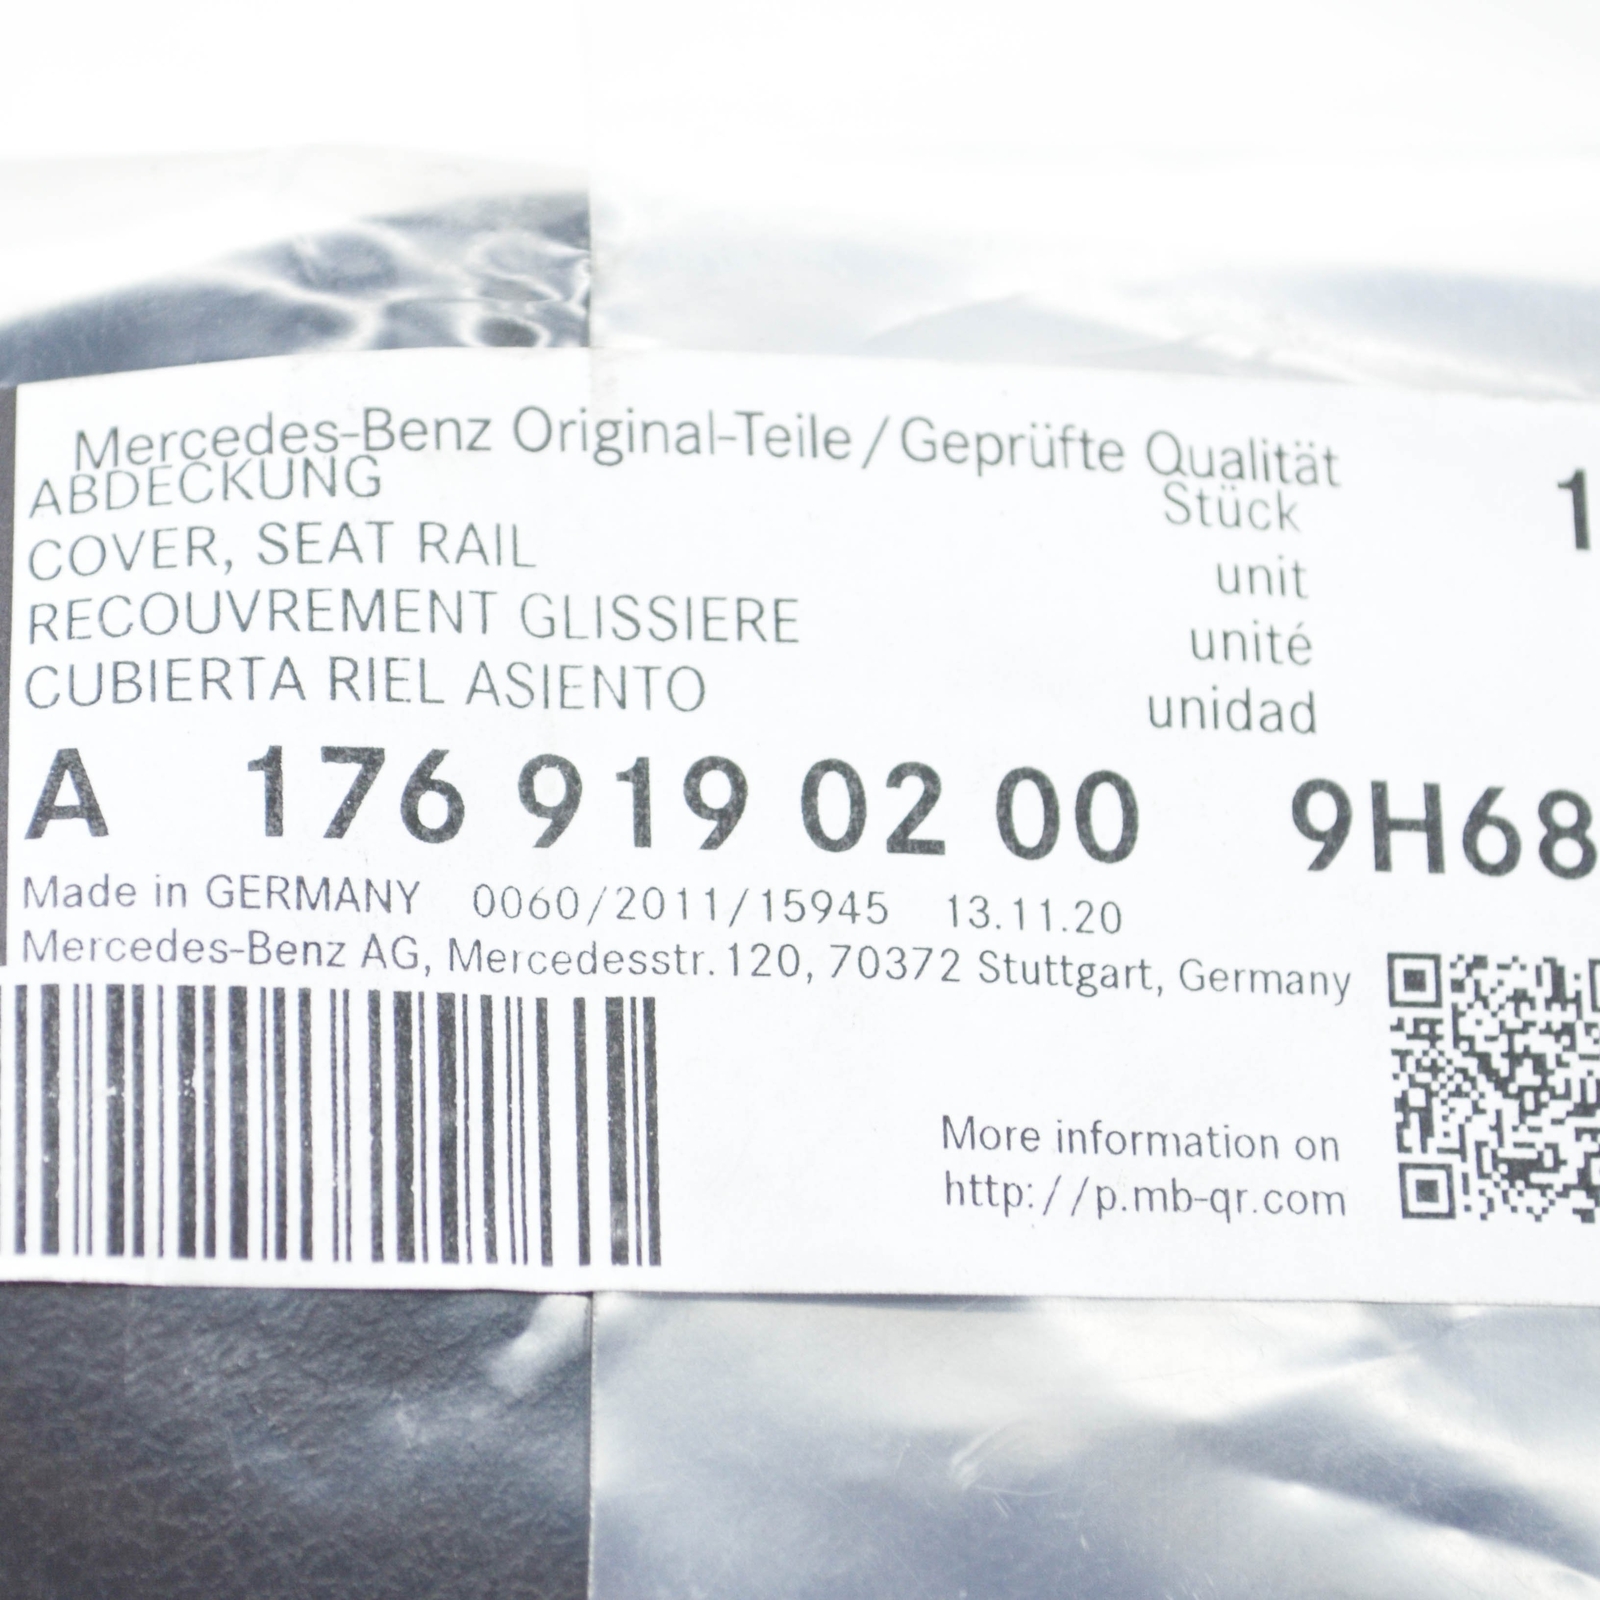 Mercedes-Benz Original-Teile / Geprüfte Qualität
ABDECKUNG Stück 1
COVER, SEAT RAIL unit
RECOUVREMENT GLISSIERE unité
CUBIERTA RIEL ASIENTO unidad
A 176 919 02 00 9H68
Made in GERMANY 0060/2011/15945 13.11.20
Mercedes-Benz AG, Mercedesstr. 120, 70372 Stuttgart, Germany
More information on
http://p.mb-qr.com